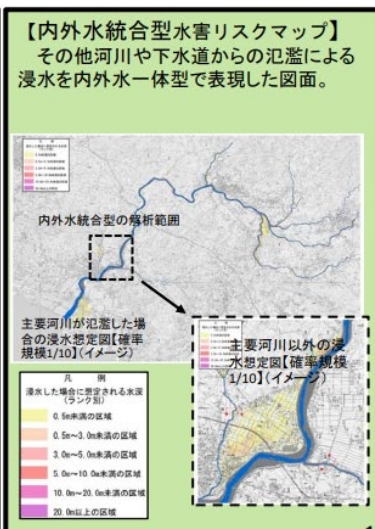 【内外水統合型水害リスクマップ】
その他河川や下水道からの氾濫による
浸水を内外水一体型で表現した図面。
内外水統合型の解析範囲
主要河川が氾濫した場
合の浸水想定図【確率
規模1/10】(イメージ)
主要河川以外の浸
水想定図【確率規模
1/10】(イメージ)
凡 例
浸水した場合に想定される水深
(ランク別)
0.5m未満の区域
0.5m~3.0m未満の区域
3.0m~5.0m未満の区域
5.0m~10.0m未満の区域
10.0m~20.0m未満の区域
20.0m以上の区域